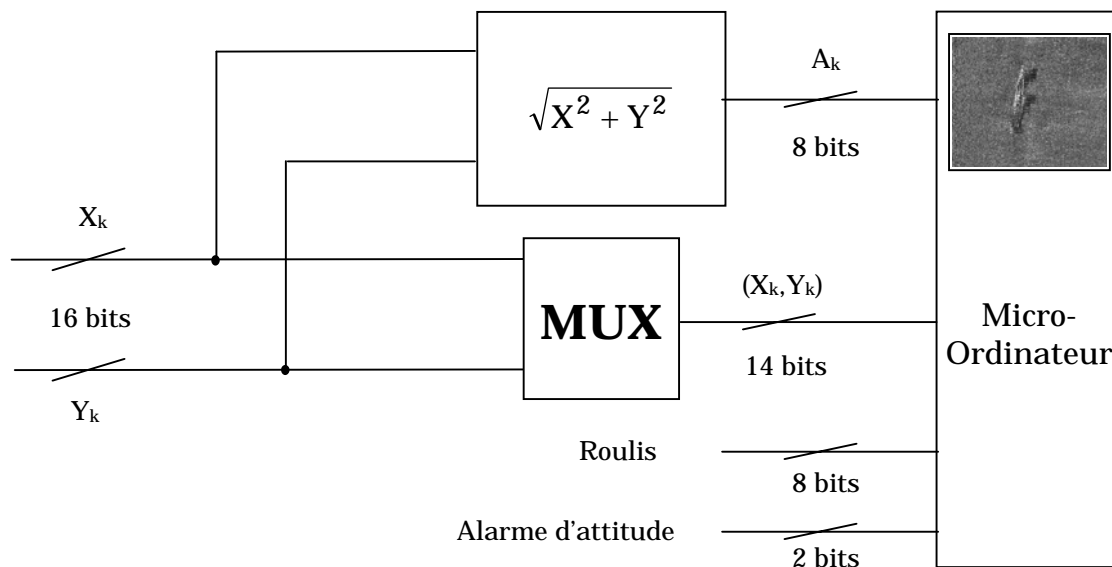 A_k
√X² + Y²
8 bits
X_k
(X_k,Y_k)
16 bits
MUX
Micro-
Ordinateur
14 bits
Y_k
Roulis
8 bits
Alarme d'attitude
2 bits